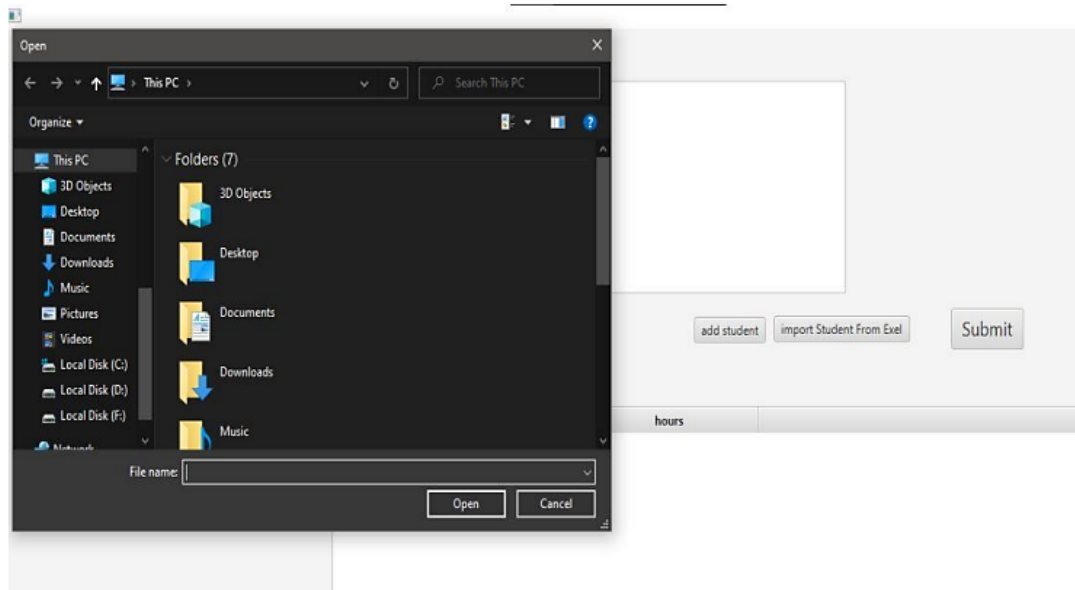 Open
This PC
Search This PC
Organize
This PC
3D Objects
Desktop
Documents
Downloads
Music
Pictures
Videos
Local Disk (C:)
Local Disk (D:)
Local Disk (F:)
Network
Folders (7)
3D Objects
Desktop
Documents
Downloads
Music
File name:
Open
Cancel
add student
import Student From Exel
Submit
hours